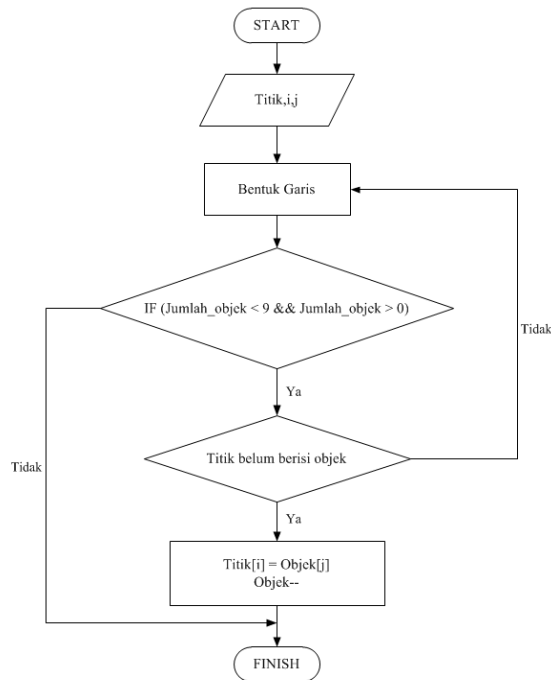 START
Titik,i,j
Bentuk Garis
IF (Jumlah_objek < 9 && Jumlah_objek > 0)
Tidak
Ya
Titik belum berisi objek
Tidak
Ya
Titik[i] = Objek[j]
Objek--
FINISH